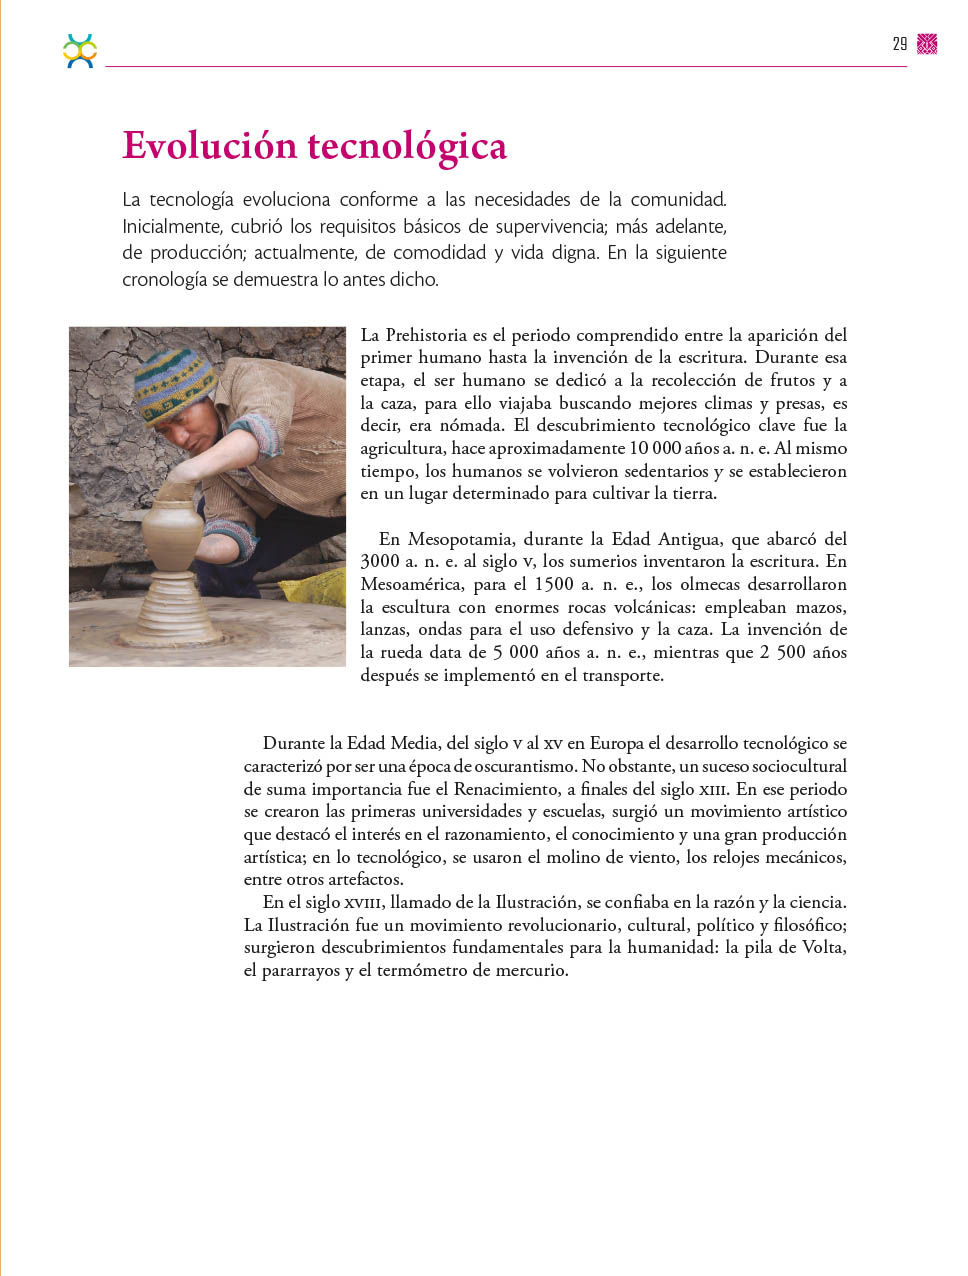 29
Evolución tecnológica
La tecnología evoluciona conforme a las necesidades de la comunidad.
Inicialmente, cubrió los requisitos básicos de supervivencia; más adelante,
de producción; actualmente, de comodidad y vida digna. En la siguiente
cronología se demuestra lo antes dicho.
La Prehistoria es el periodo comprendido entre la aparición del
primer humano hasta la invención de la escritura. Durante esa
etapa, el ser humano se dedicó a la recolección de frutos y a
la caza, para ello viajaba buscando mejores climas y presas, es
decir, era nómada. El descubrimiento tecnológico clave fue la
agricultura, hace aproximadamente 10 000 años a. n. e. Al mismo
tiempo, los humanos se volvieron sedentarios y se establecieron
en un lugar determinado para cultivar la tierra.
En Mesopotamia, durante la Edad Antigua, que abarcó del
3000 a. n. e. al siglo V, los sumerios inventaron la escritura. En
Mesoamérica, para el 1500 a. n. e., los olmecas desarrollaron
la escultura con enormes rocas volcánicas: empleaban mazos,
lanzas, ondas para el uso defensivo y la caza. La invención de
la rueda data de 5 000 años a. n. e., mientras que 2 500 años
después se implementó en el transporte.
Durante la Edad Media, del siglo V al XV en Europa el desarrollo tecnológico se
caracterizó por ser una época de oscurantismo. No obstante, un suceso sociocultural
de suma importancia fue el Renacimiento, a finales del siglo XIII. En ese periodo
se crearon las primeras universidades y escuelas, surgió un movimiento artístico
que destacó el interés en el razonamiento, el conocimiento y una gran producción
artística; en lo tecnológico, se usaron el molino de viento, los relojes mecánicos,
entre otros artefactos.
En el siglo XVIII, llamado de la Ilustración, se confiaba en la razón y la ciencia.
La Ilustración fue un movimiento revolucionario, cultural, político y filosófico;
surgieron descubrimientos fundamentales para la humanidad: la pila de Volta,
el pararrayos y el termómetro de mercurio.